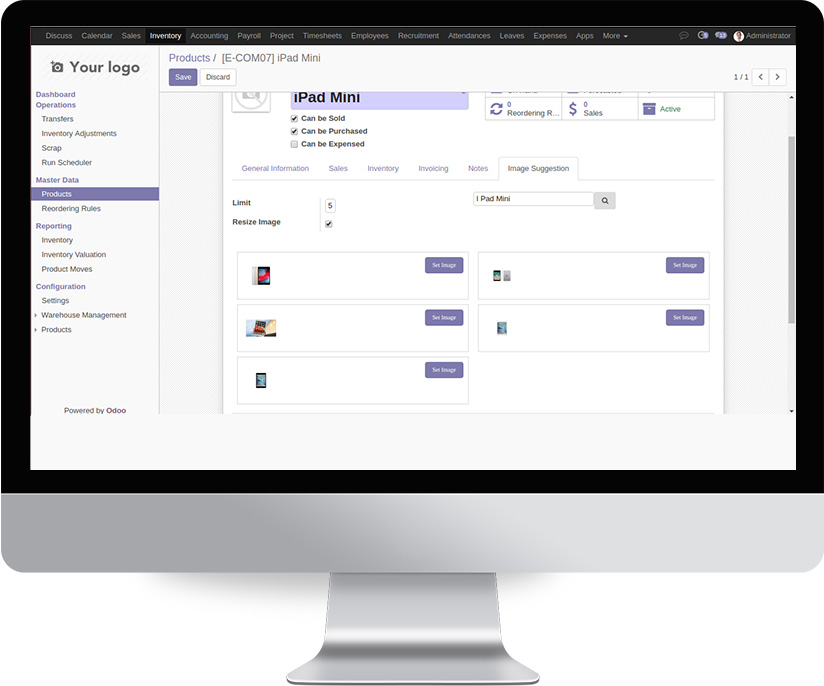 Discuss Calendar Sales Inventory Accounting Payroll Project Timesheets Employees Recruitment Attendances Leaves Expenses Apps More Administrator
Your logo
Products / [E-COM07] iPad Mini
Save Discard
1 / 1
Dashboard
Operations
Transfers
Inventory Adjustments
Scrap
Run Scheduler
Master Data
Products
Reordering Rules
Reporting
Inventory
Inventory Valuation
Product Moves
Configuration
Settings
Warehouse Management
Products
Powered by Odoo
iPad Mini
0
Reordering R...
0
Sales
Active
Can be Sold
Can be Purchased
Can be Expensed
General Information Sales Inventory Invoicing Notes Image Suggestion
Limit 5
I Pad Mini
Resize Image
Set Image
Set Image
Set Image
Set Image
Set Image